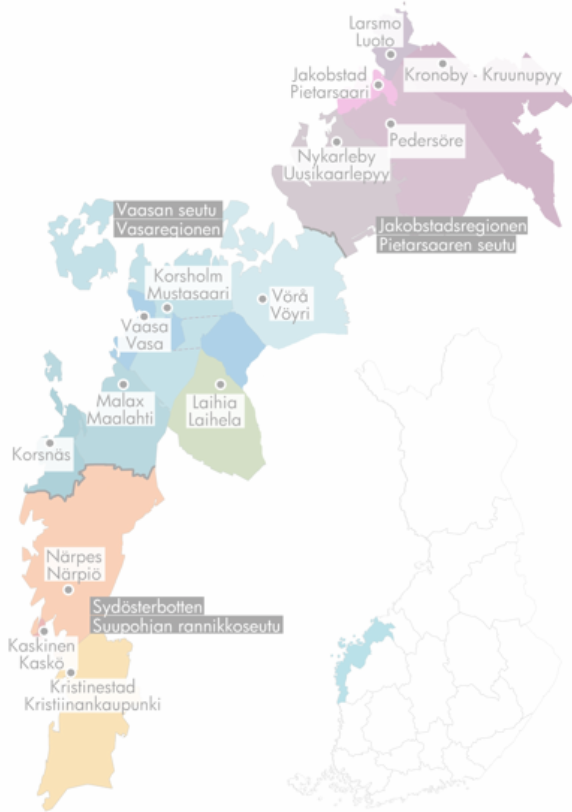 Larsmo
Luoto
Kronoby - Kruunupyy
Jakobstad
Pietarsaari
Pedersöre
Nykarleby
Uusikaarlepyy
Vaasan seutu
Vasaregionen
Jakobstadsregionen
Pietarsaaren seutu
Korsholm
Mustasaari
Vörå
Vöyri
Vaasa
Vasa
Malax
Maalahti
Laihia
Laihela
Korsnäs
Närpes
Närpiö
Sydösterbotten
Suupohjan rannikkoseutu
Kaskinen
Kaskö
Kristinestad
Kristiinankaupunki